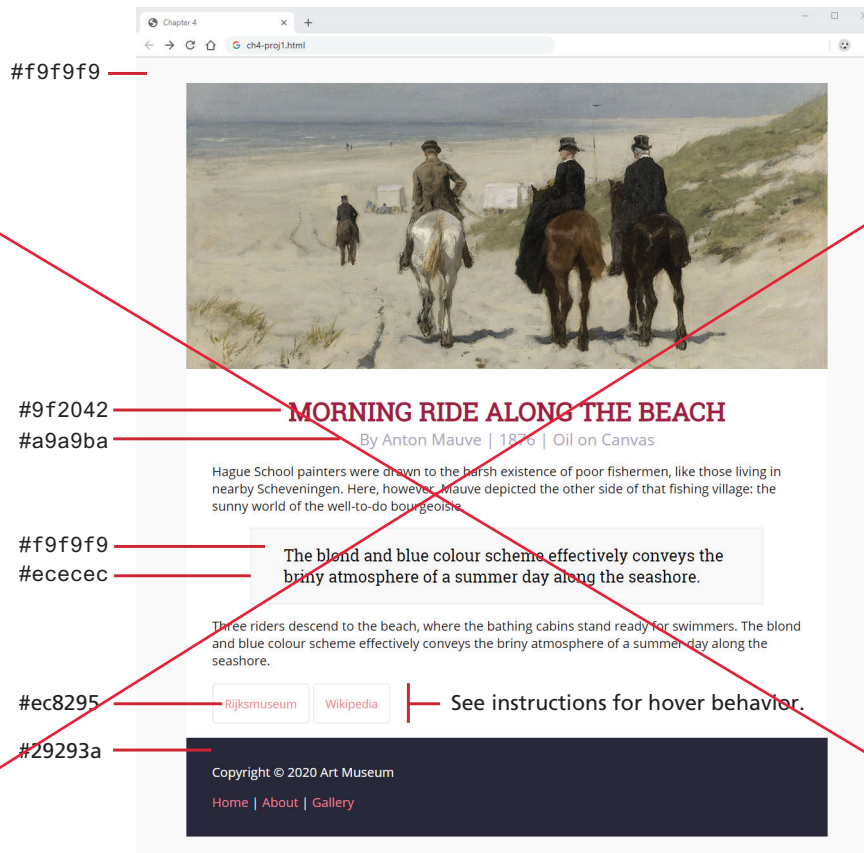 Chapter 4
ch4-proj1.html
#f9f9f9
#9f2042
MORNING RIDE ALONG THE BEACH
#a9a9ba
By Anton Mauve | 1876 | Oil on Canvas
Hague School painters were drawn to the harsh existence of poor fishermen, like those living in
nearby Scheveningen. Here, however, Mauve depicted the other side of that fishing village: the
sunny world of the well-to-do bourgeoisie.
#f9f9f9
The blond and blue colour scheme effectively conveys the
#ececec
briny atmosphere of a summer day along the seashore.
Three riders descend to the beach, where the bathing cabins stand ready for swimmers. The blond
and blue colour scheme effectively conveys the briny atmosphere of a summer day along the
seashore.
#ec8295
Rijksmuseum Wikipedia See instructions for hover behavior.
#29293a
Copyright © 2020 Art Museum
Home | About | Gallery